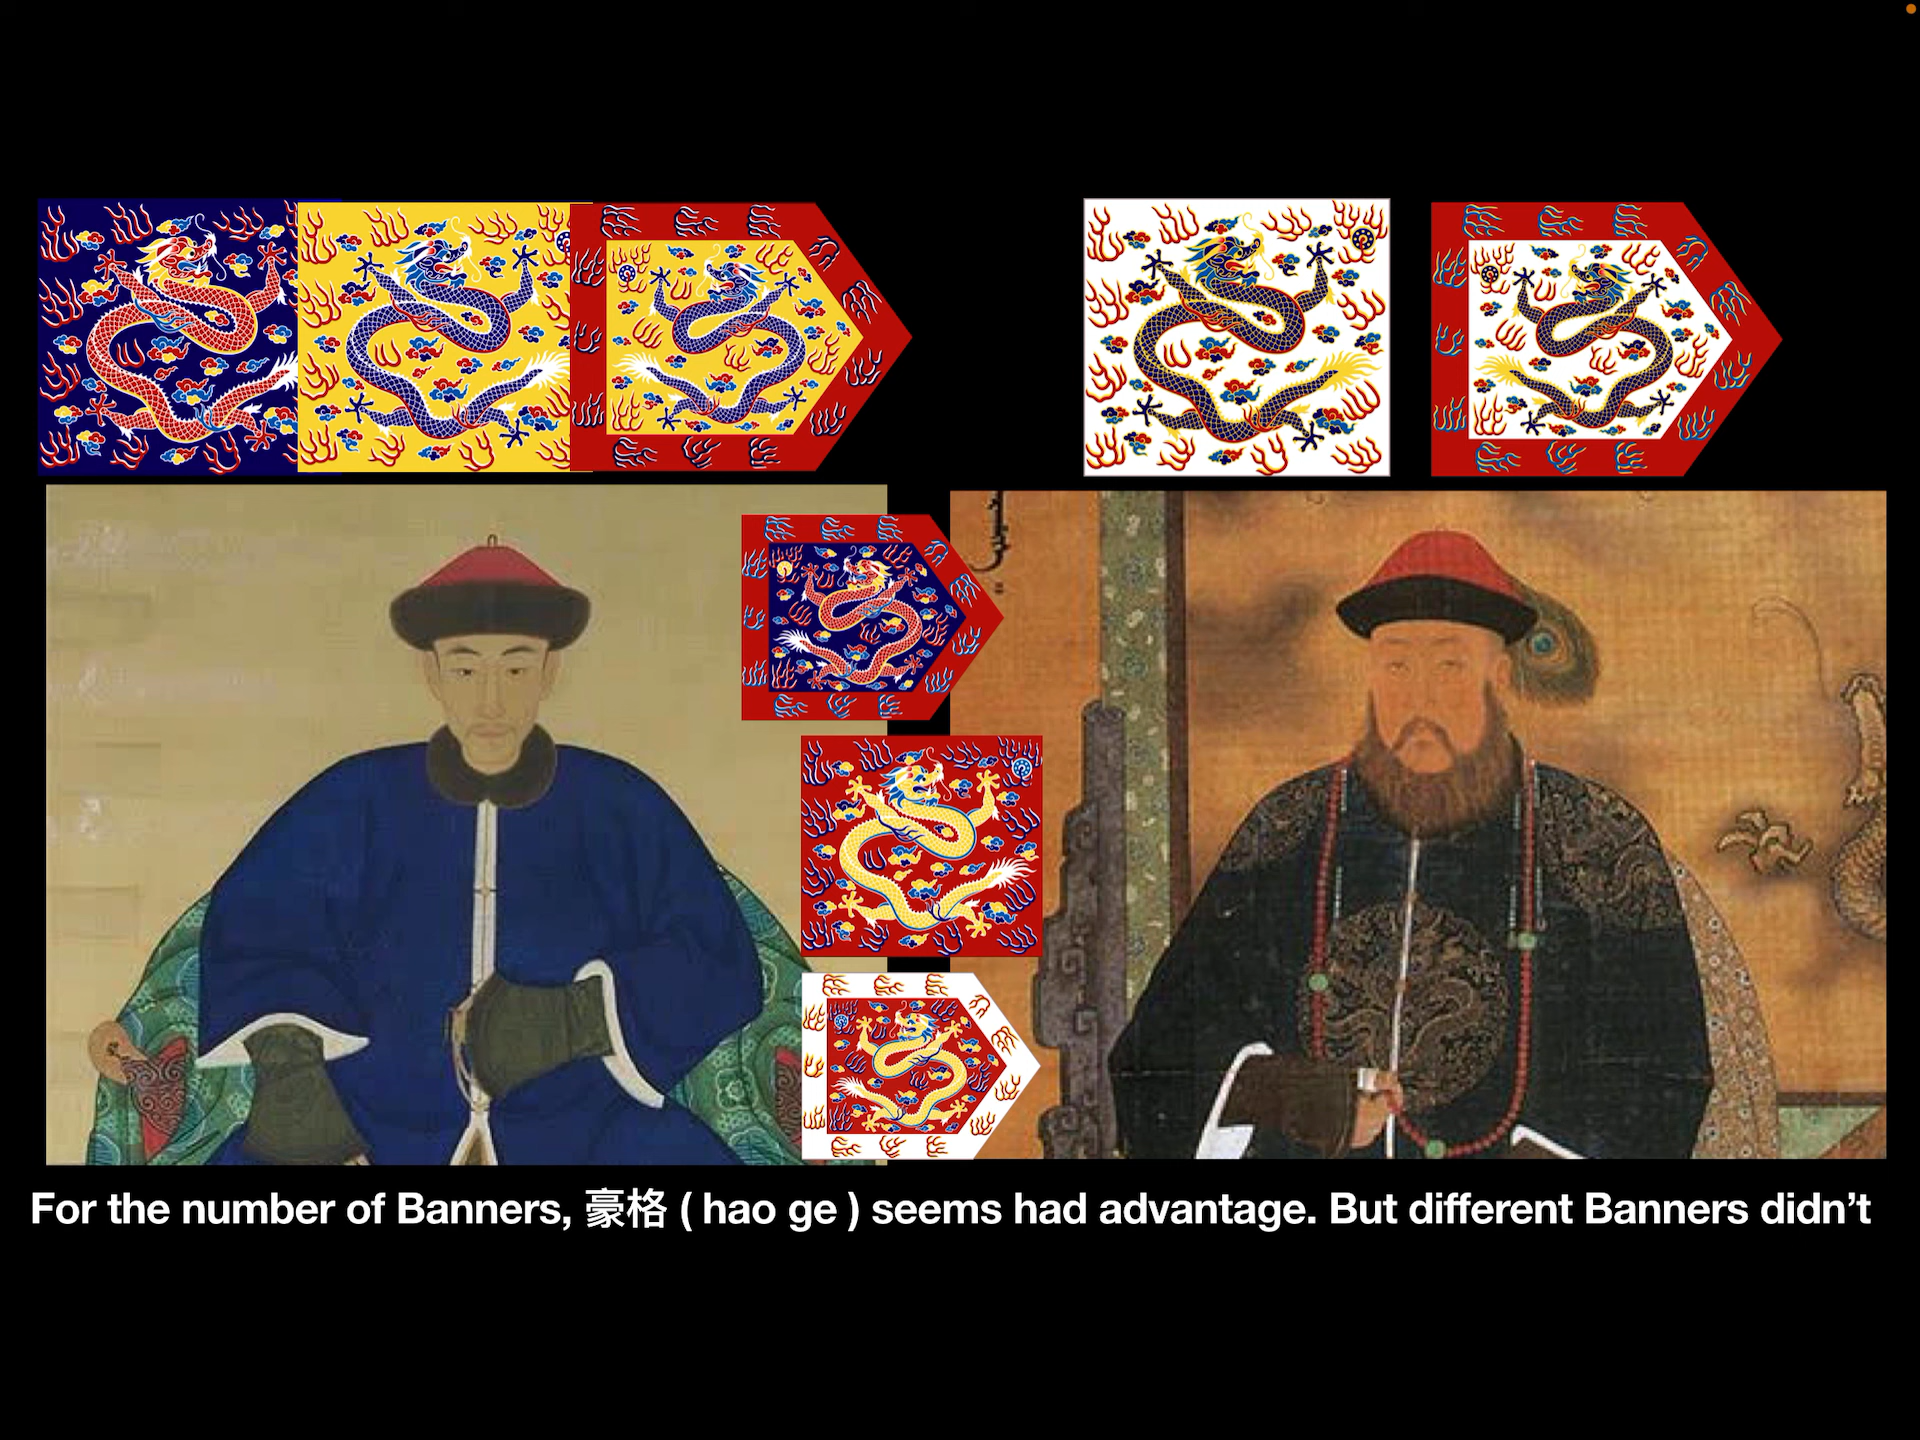 For the number of Banners, 豪格 ( hao ge ) seems had advantage. But different Banners didn’t